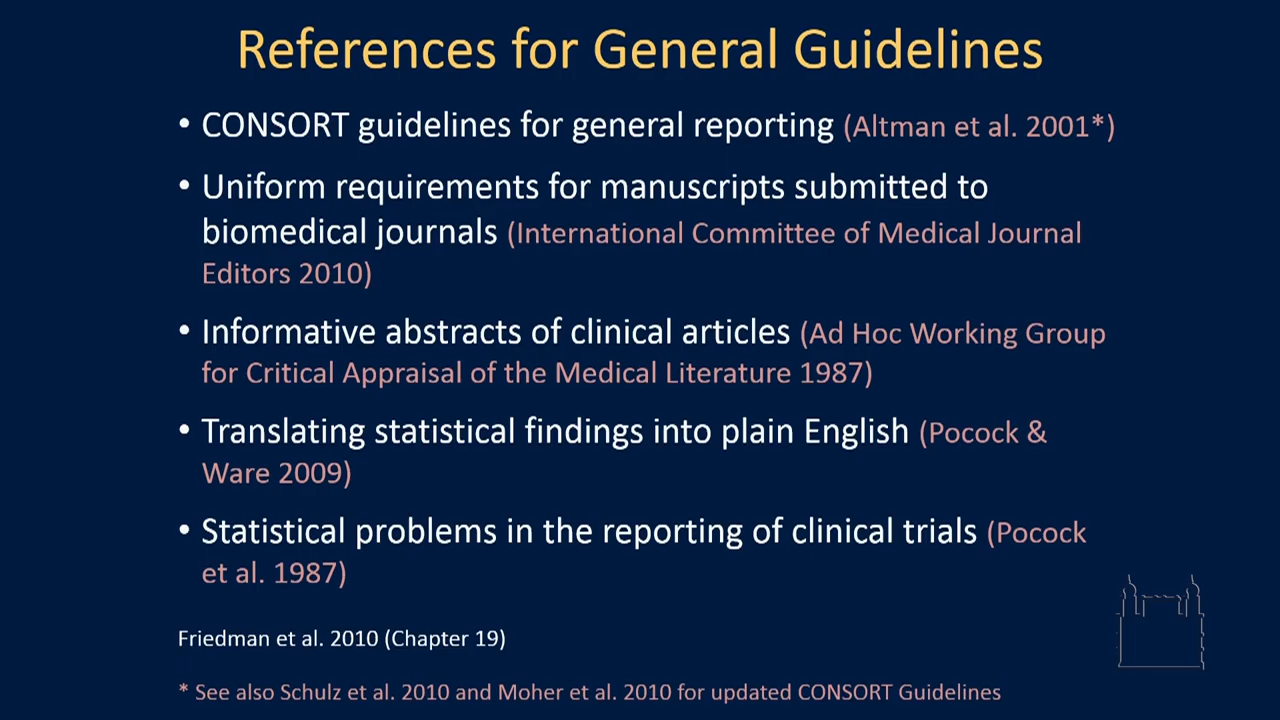 References for General Guidelines
• CONSORT guidelines for general reporting (Altman et al. 2001*)
• Uniform requirements for manuscripts submitted to
biomedical journals (International Committee of Medical Journal
Editors 2010)
• Informative abstracts of clinical articles (Ad Hoc Working Group
for Critical Appraisal of the Medical Literature 1987)
• Translating statistical findings into plain English (Pocock &
Ware 2009)
• Statistical problems in the reporting of clinical trials (Pocock
et al. 1987)
Friedman et al. 2010 (Chapter 19)
* See also Schulz et al. 2010 and Moher et al. 2010 for updated CONSORT Guidelines